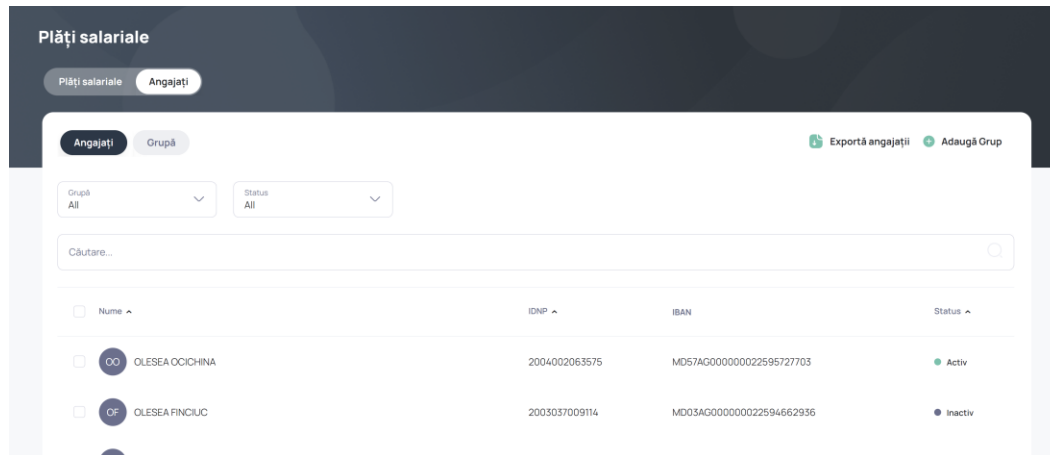 Plăți salariale
Plăți salariale Angajați
Angajați Grupă Exportă angajații Adaugă Grup
Grupă Status
All All
Căutare...
Nume IDNP IBAN Status
OO OLESEA OCICHINA 2004002063575 MD57AG000000022595727703 Activ
OF OLESEA FINCIUC 2003037009114 MD03AG000000022594662936 Inactiv